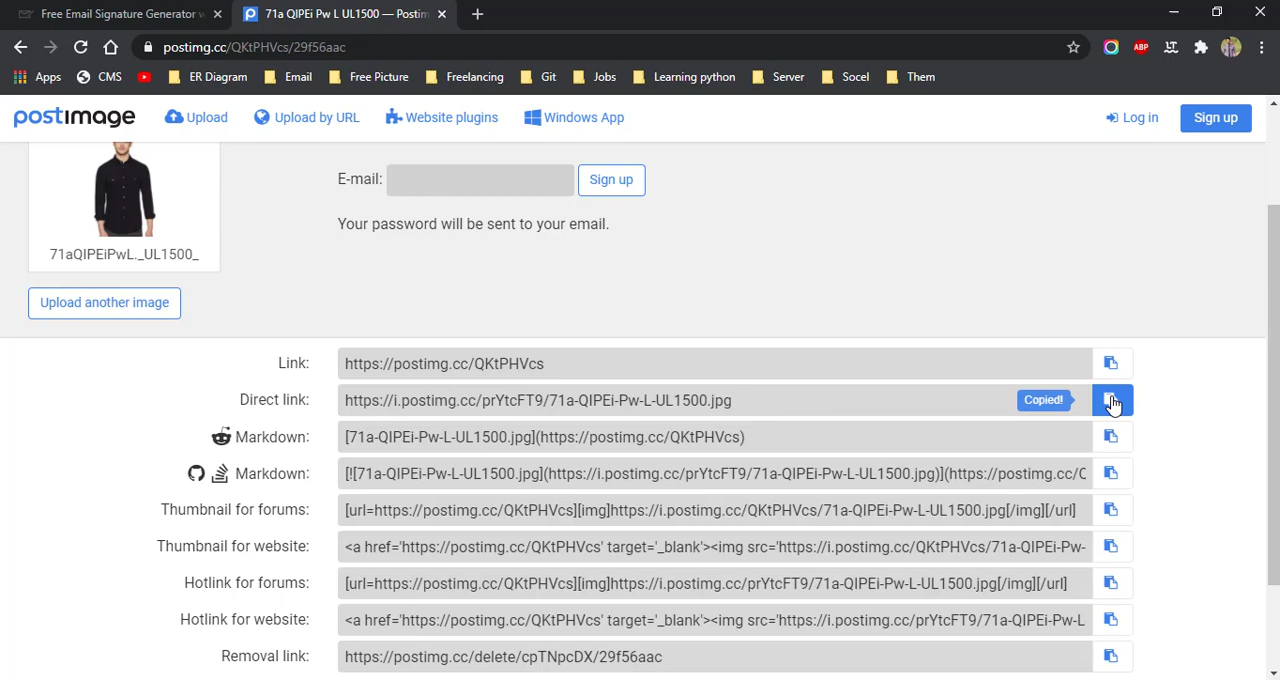 Free Email Signature Generator
71a QIPEi Pw L UL1500 — Postim
postimg.cc/QKtPHVcs/29f56aac
ABP
Apps CMS ER Diagram Email Free Picture Freelancing Git Jobs Learning python Server Socel Them
postimage Upload Upload by URL Website plugins Windows App Log in Sign up
E-mail: Sign up
Your password will be sent to your email.
71aQIPEiPwL._UL1500_
Upload another image
Link: https://postimg.cc/QKtPHVcs
Direct link: https://i.postimg.cc/prYtcFT9/71a-QIPEi-Pw-L-UL1500.jpg Copied!
Markdown: [71a-QIPEi-Pw-L-UL1500.jpg](https://postimg.cc/QKtPHVcs)
Markdown: [![71a-QIPEi-Pw-L-UL1500.jpg](https://i.postimg.cc/prYtcFT9/71a-QIPEi-Pw-L-UL1500.jpg)](https://postimg.cc/Q
Thumbnail for forums: [url=https://postimg.cc/QKtPHVcs][img]https://i.postimg.cc/QKtPHVcs/71a-QIPEi-Pw-L-UL1500.jpg[/img][/url]
Thumbnail for website: <a href='https://postimg.cc/QKtPHVcs' target='_blank'><img src='https://i.postimg.cc/QKtPHVcs/71a-QIPEi-Pw-
Hotlink for forums: [url=https://postimg.cc/QKtPHVcs][img]https://i.postimg.cc/prYtcFT9/71a-QIPEi-Pw-L-UL1500.jpg[/img][/url]
Hotlink for website: <a href='https://postimg.cc/QKtPHVcs' target='_blank'><img src='https://i.postimg.cc/prYtcFT9/71a-QIPEi-Pw-L
Removal link: https://postimg.cc/delete/cpTNpcDX/29f56aac